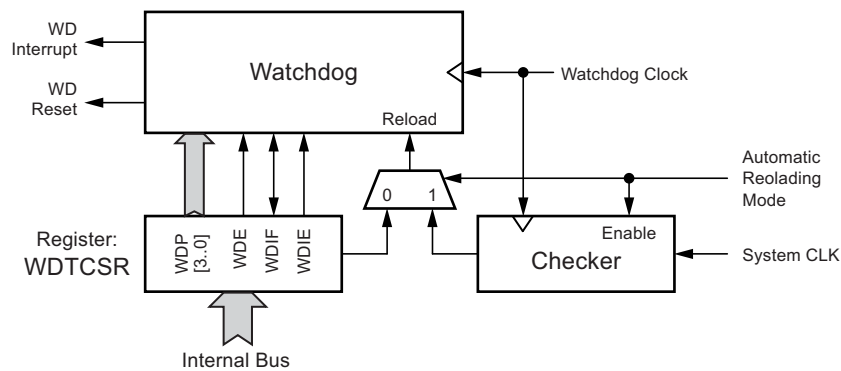 WD
Interrupt
WD
Reset
Watchdog
Reload
Watchdog Clock
0 1
Automatic
Reolading
Mode
Register:
WDTCSR
WDP
[3..0]
WDE
WDIF
WDIE
Enable
Checker
System CLK
Internal Bus